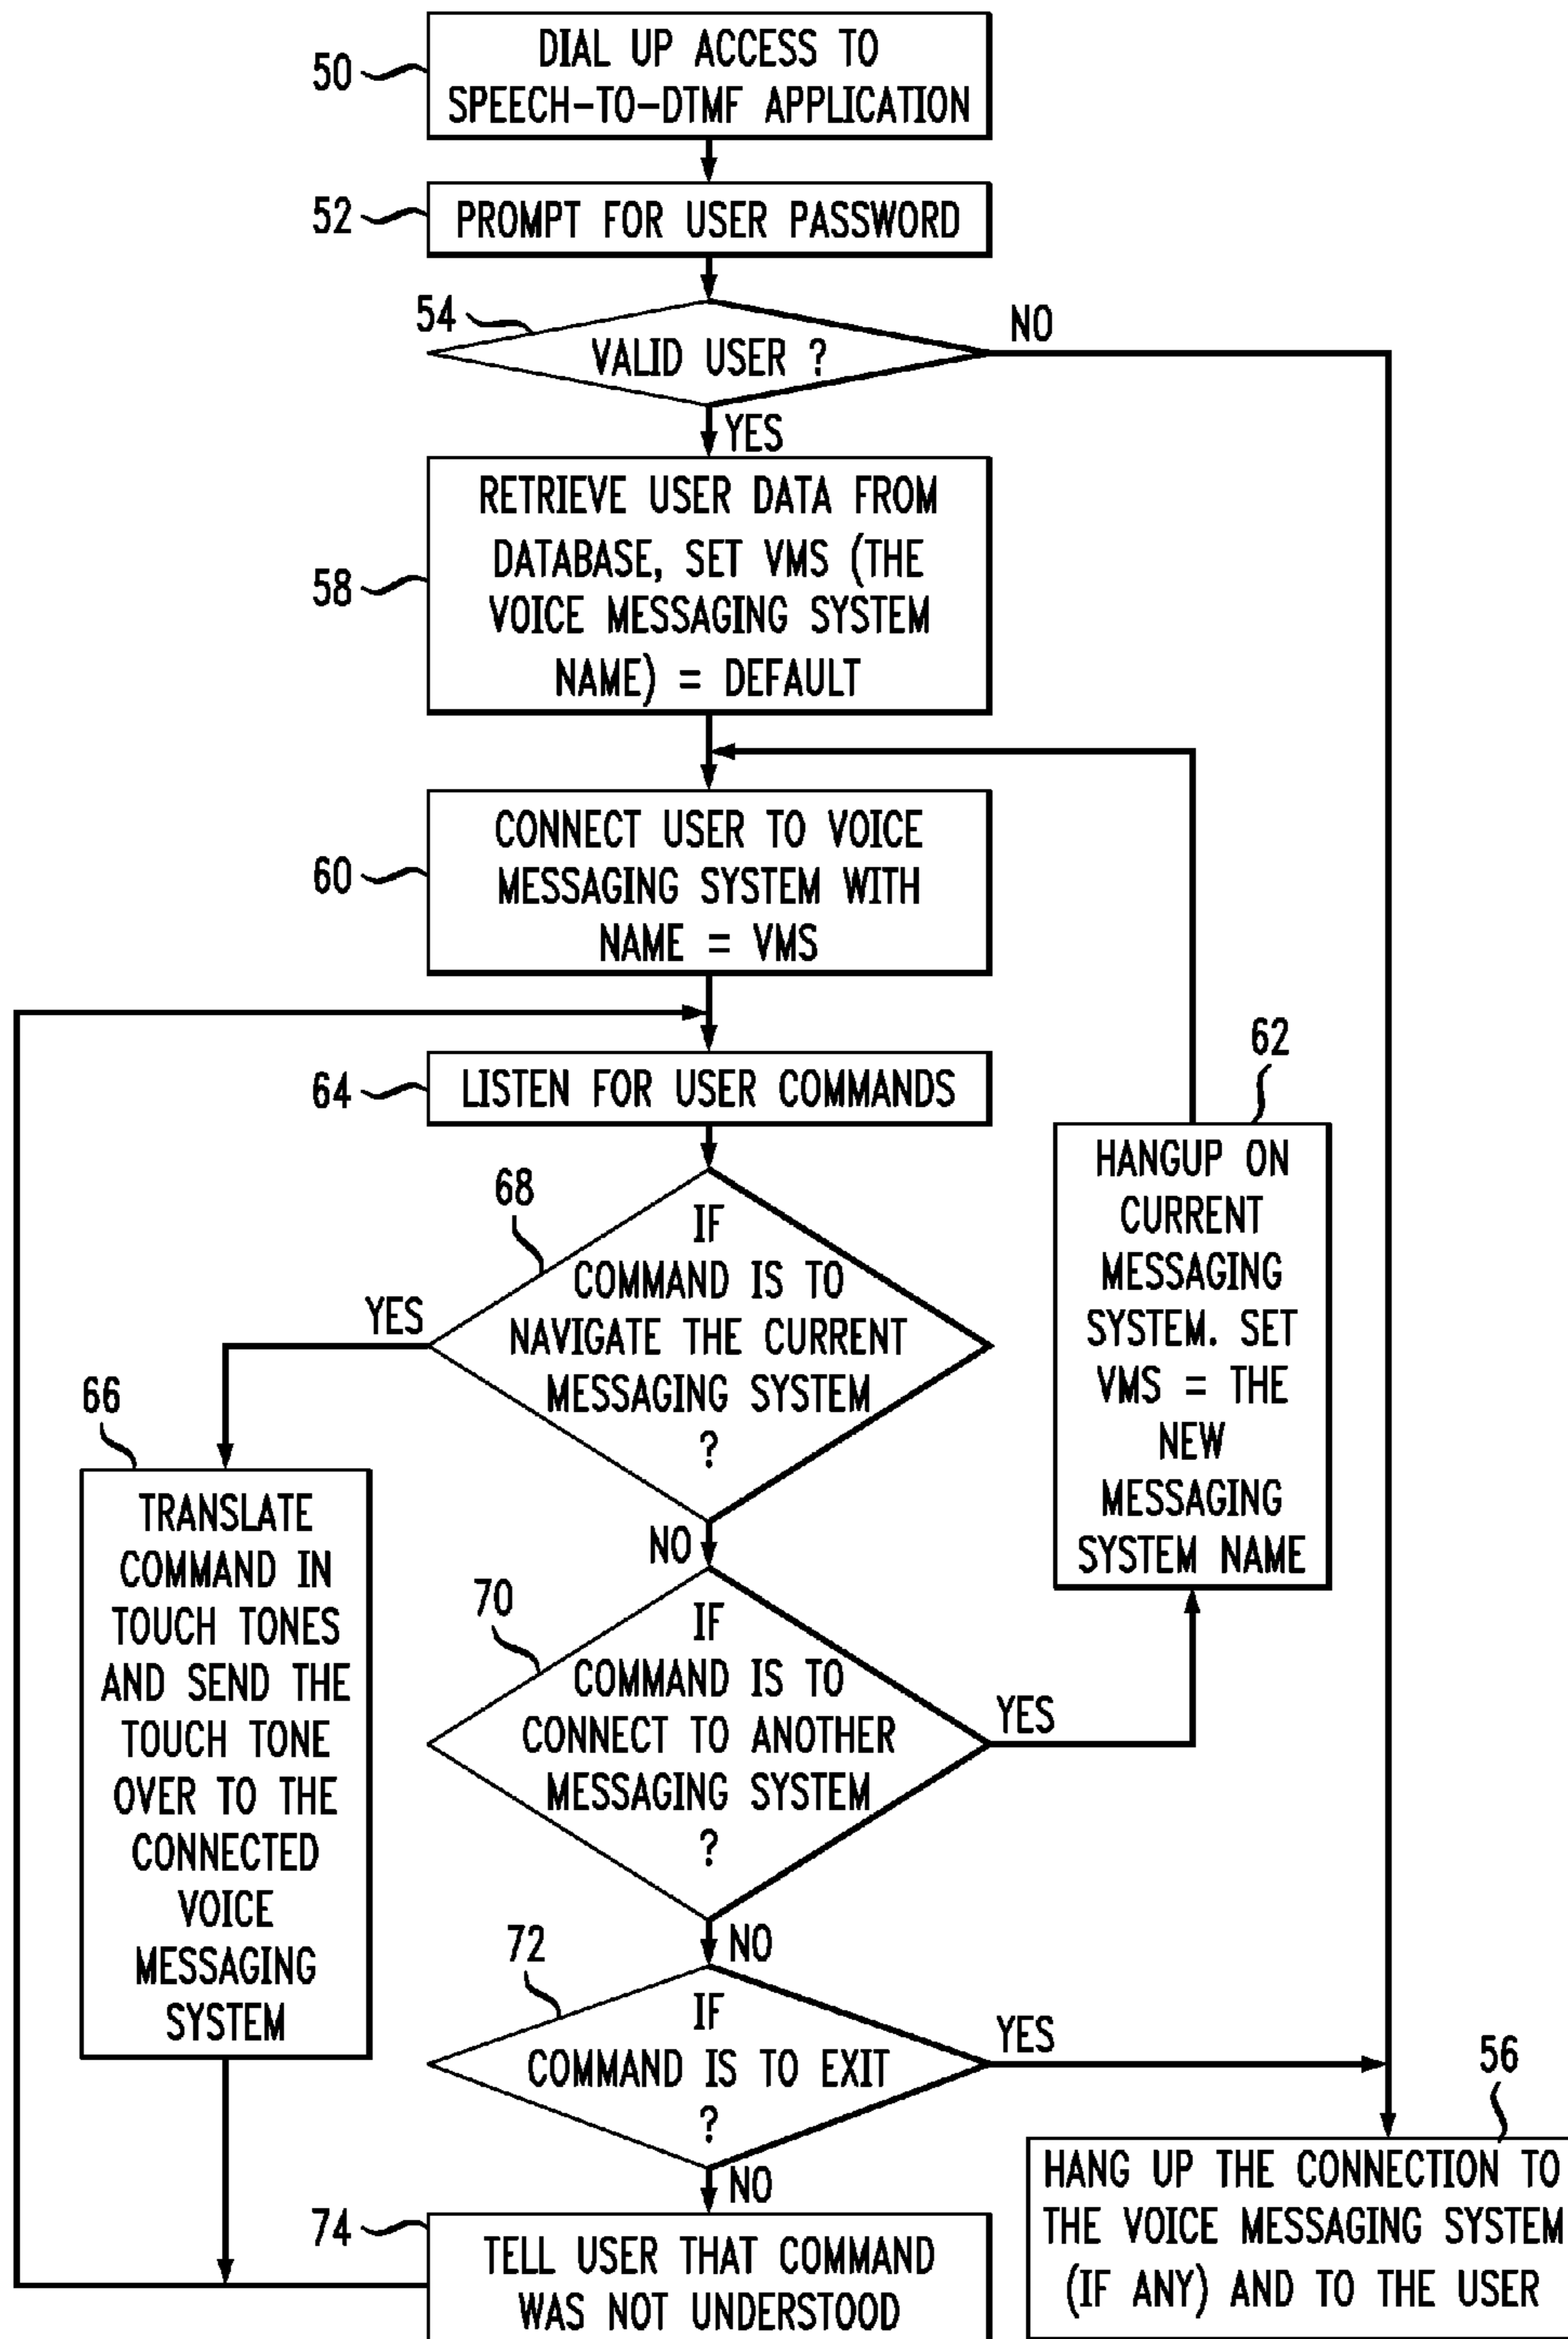 50
DIAL UP ACCESS TO
SPEECH-TO-DTMF APPLICATION
52
PROMPT FOR USER PASSWORD
54
VALID USER ?
NO
YES
58
RETRIEVE USER DATA FROM
DATABASE, SET VMS (THE
VOICE MESSAGING SYSTEM
NAME) = DEFAULT
60
CONNECT USER TO VOICE
MESSAGING SYSTEM WITH
NAME = VMS
64
LISTEN FOR USER COMMANDS
62
HANGUP ON
CURRENT
MESSAGING
SYSTEM. SET
VMS = THE
NEW
MESSAGING
SYSTEM NAME
68
IF
COMMAND IS TO
NAVIGATE THE CURRENT
MESSAGING SYSTEM
?
YES
NO
66
TRANSLATE
COMMAND IN
TOUCH TONES
AND SEND THE
TOUCH TONE
OVER TO THE
CONNECTED
VOICE
MESSAGING
SYSTEM
70
IF
COMMAND IS TO
CONNECT TO ANOTHER
MESSAGING SYSTEM
?
YES
NO
72
IF
COMMAND IS TO EXIT
?
YES
NO
56
HANG UP THE CONNECTION TO
THE VOICE MESSAGING SYSTEM
(IF ANY) AND TO THE USER
74
TELL USER THAT COMMAND
WAS NOT UNDERSTOOD